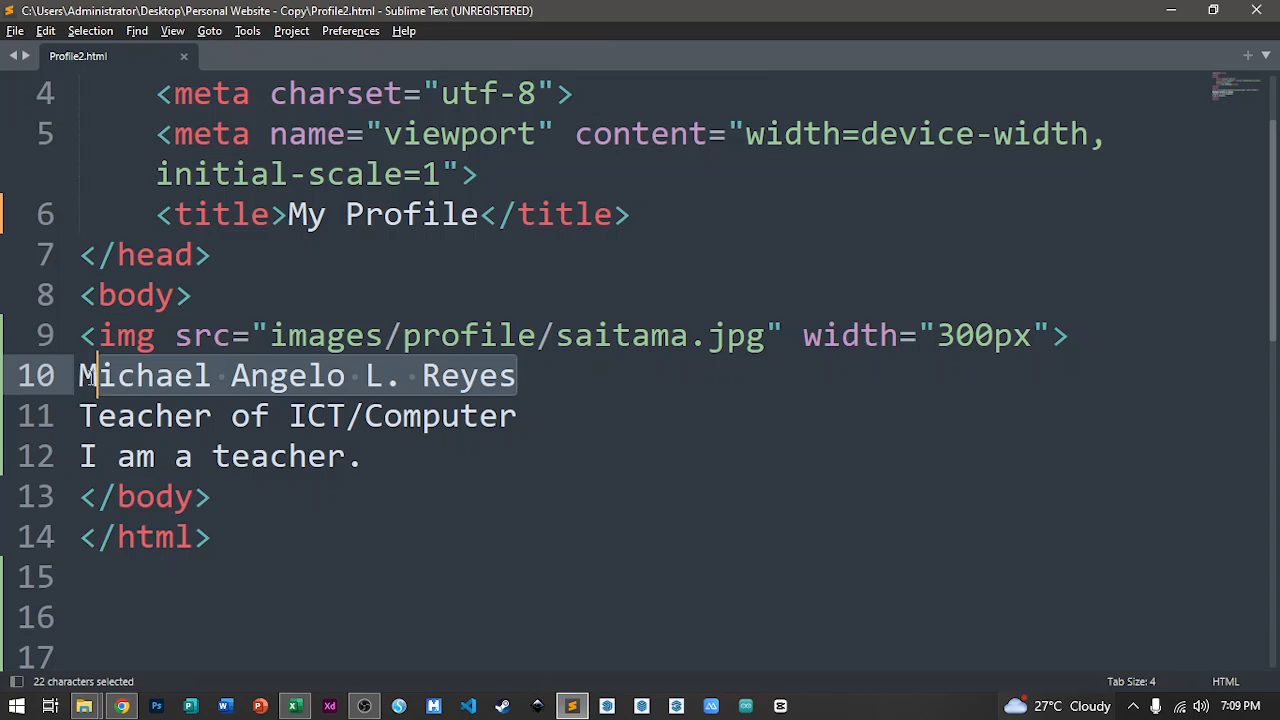 C:\Users\Administrator\Desktop\Personal Website - Copy\Profile2.html - Sublime Text (UNREGISTERED)
File Edit Selection Find View Goto Tools Project Preferences Help
Profile2.html
4 <meta charset="utf-8">
5 <meta name="viewport" content="width=device-width,
initial-scale=1">
6 <title>My Profile</title>
7 </head>
8 <body>
9 <img src="images/profile/saitama.jpg" width="300px">
10 Michael Angelo L. Reyes
11 Teacher of ICT/Computer
12 I am a teacher.
13 </body>
14 </html>
15
16
17
22 characters selected Tab Size: 4 HTML
27°C Cloudy 7:09 PM